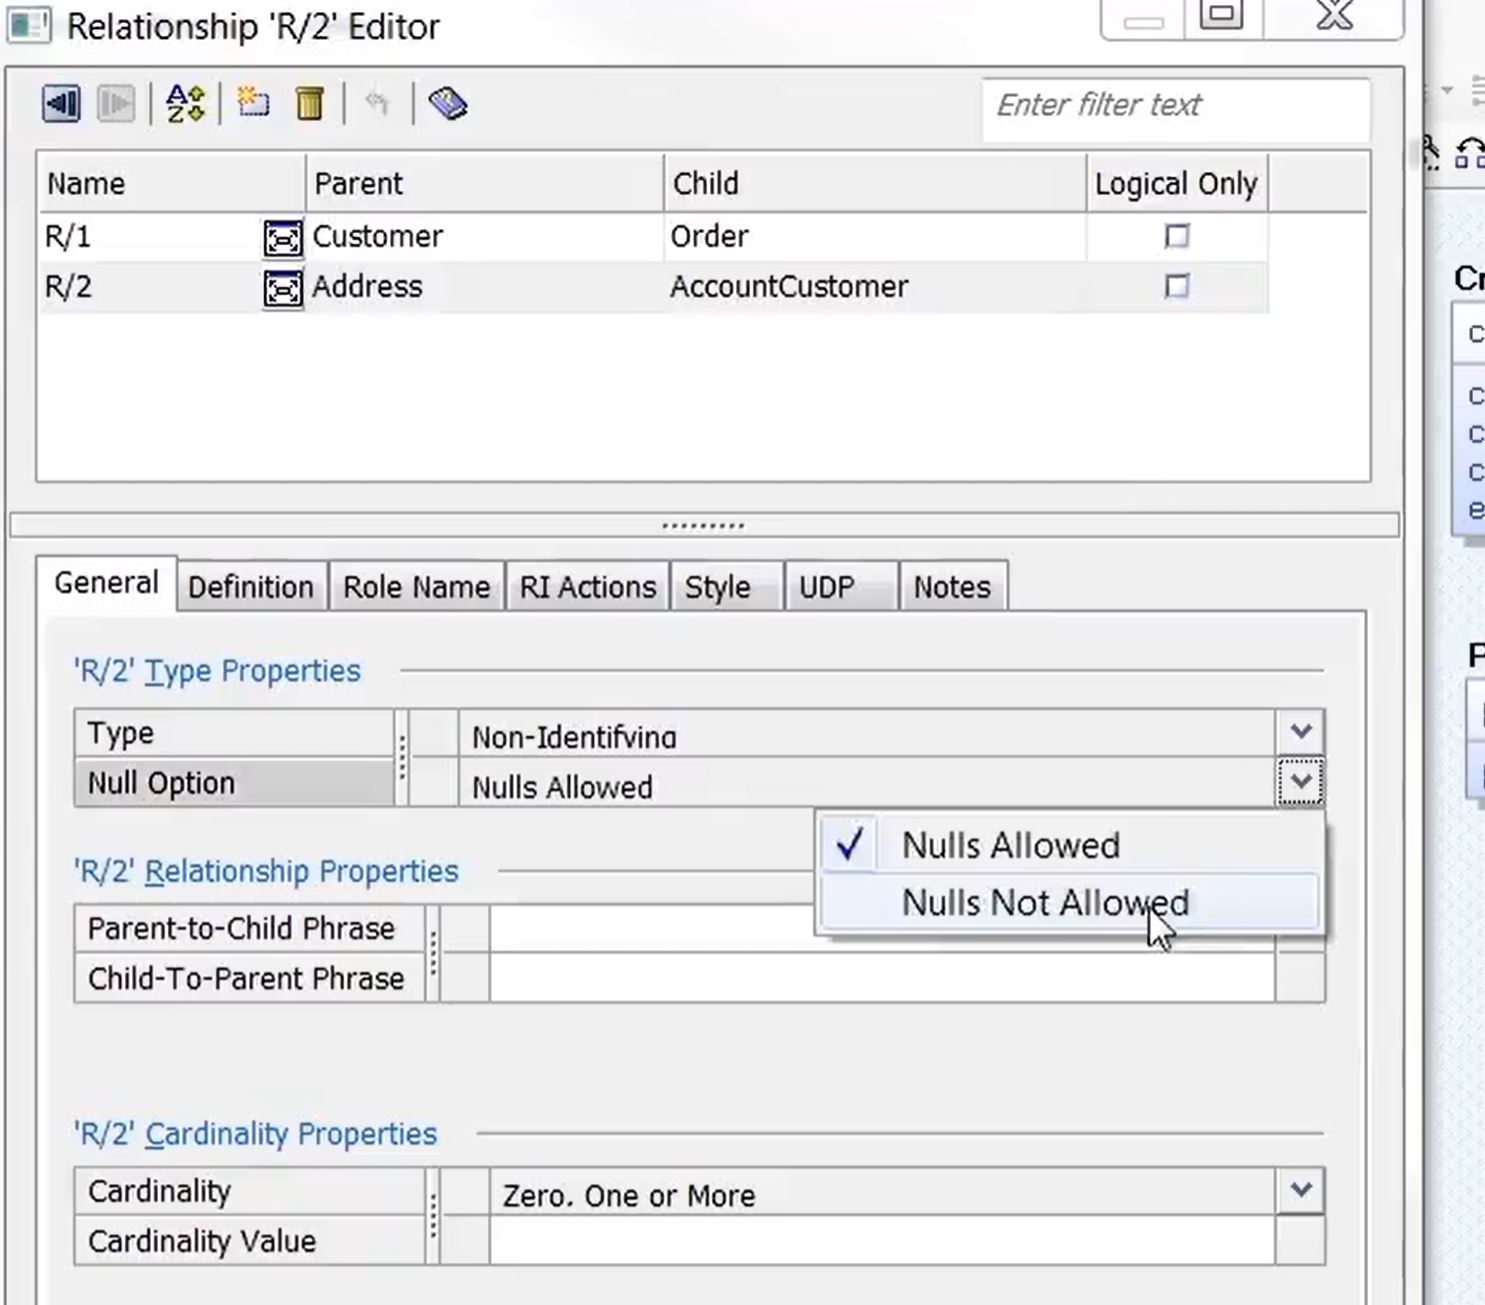 Relationship 'R/2' Editor
Enter filter text
Name Parent Child Logical Only
R/1 Customer Order
R/2 Address AccountCustomer
General Definition Role Name RI Actions Style UDP Notes
'R/2' Type Properties
Type Non-Identifying
Null Option Nulls Allowed
Nulls Allowed
Nulls Not Allowed
'R/2' Relationship Properties
Parent-to-Child Phrase
Child-To-Parent Phrase
'R/2' Cardinality Properties
Cardinality Zero. One or More
Cardinality Value